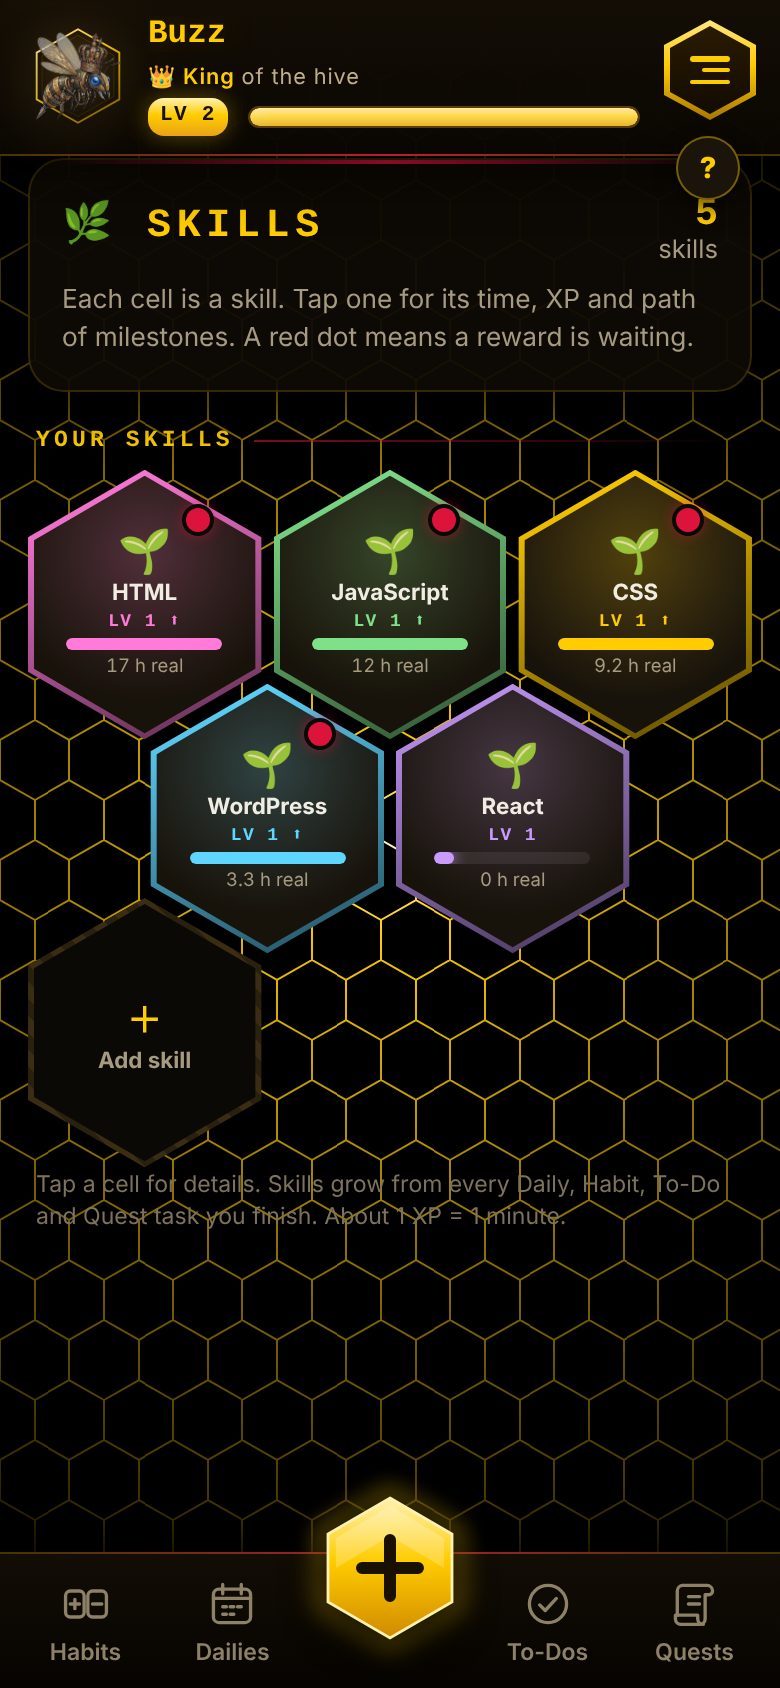 Buzz
👑 King of the hive
LV 2
?
SKILLS
5
skills
Each cell is a skill. Tap one for its time, XP and path
of milestones. A red dot means a reward is waiting.
YOUR SKILLS
HTML
LV 1 ⬆
17 h real
JavaScript
LV 1 ⬆
12 h real
CSS
LV 1 ⬆
9.2 h real
WordPress
LV 1 ⬆
3.3 h real
React
LV 1
0 h real
+
Add skill
Tap a cell for details. Skills grow from every Daily, Habit, To-Do
and Quest task you finish. About 1 XP = 1 minute.
Habits
Dailies
To-Dos
Quests